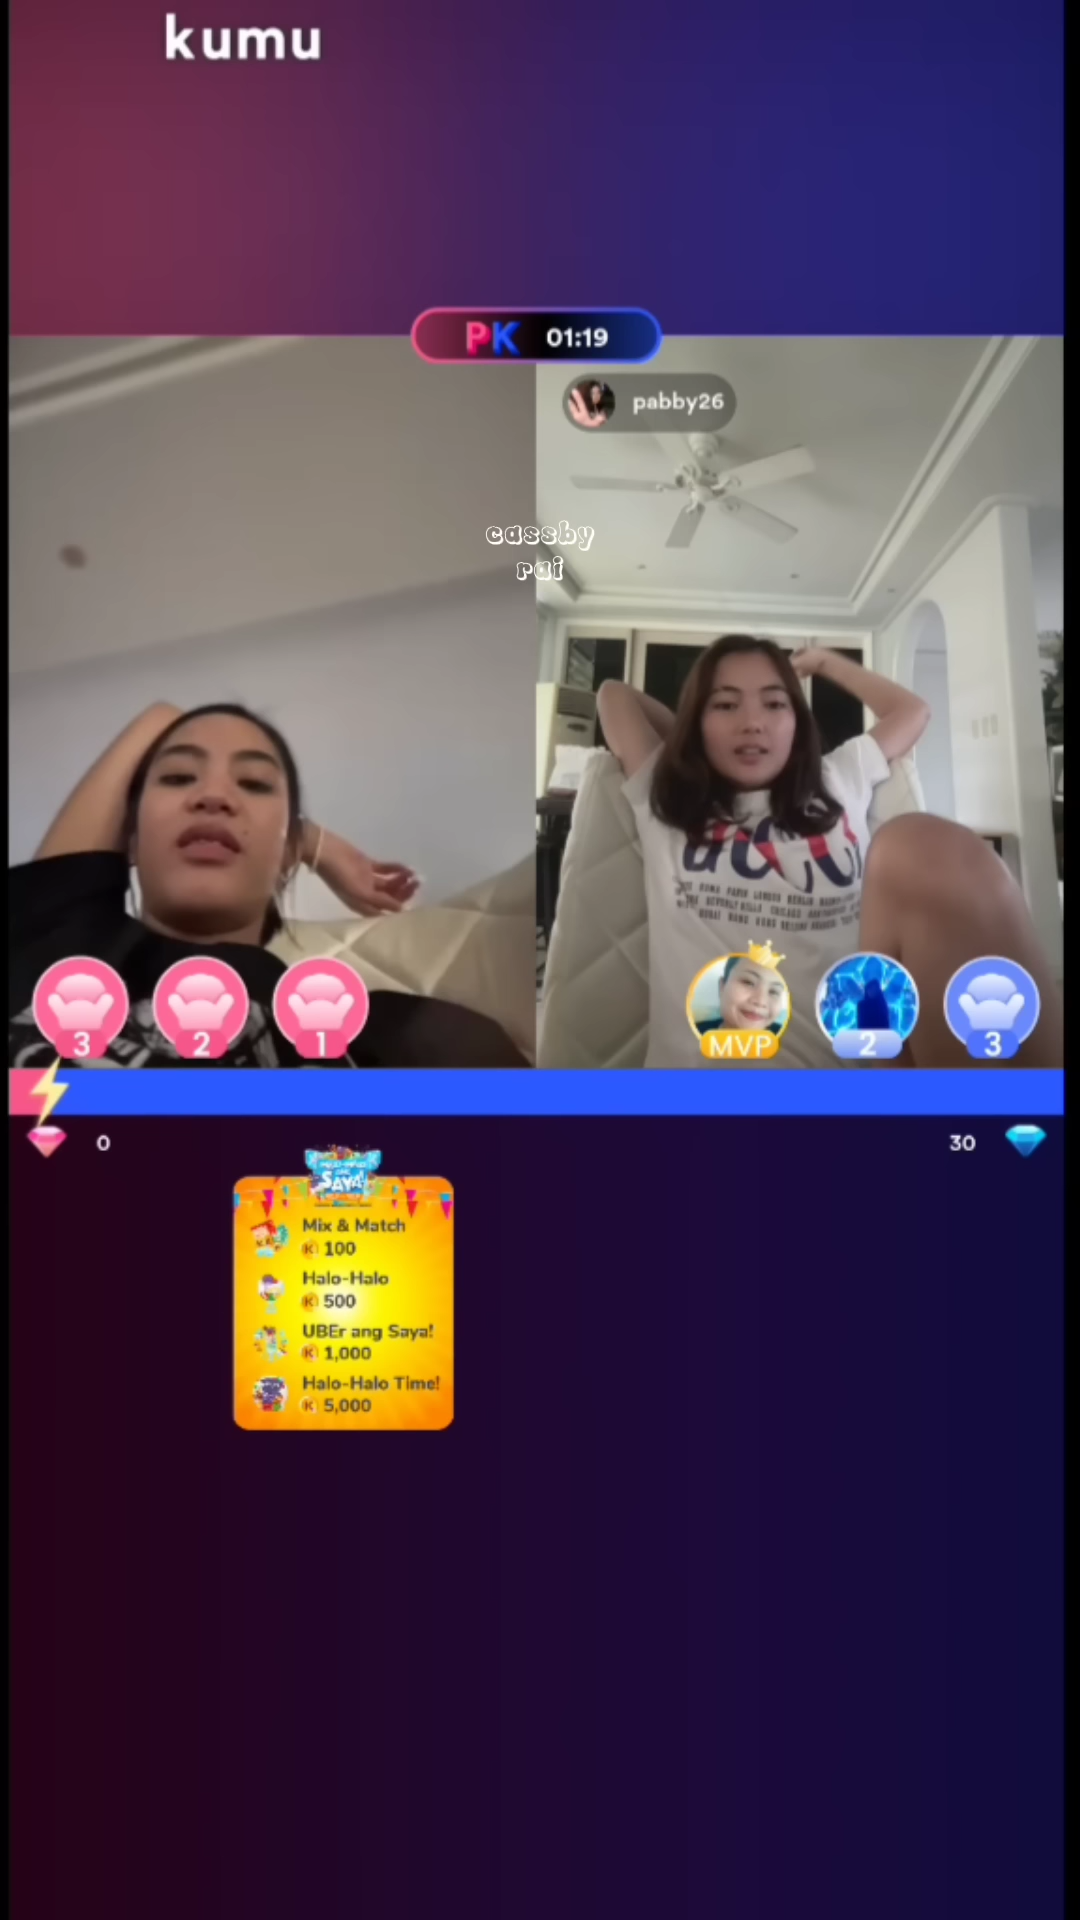 kumu
PK 01:19
pabby26
cassby
rai
3
2
1
MVP
2
3
0
30
SAYA!
Mix & Match
K 100
Halo-Halo
K 500
UBEr ang Saya!
K 1,000
Halo-Halo Time!
K 5,000